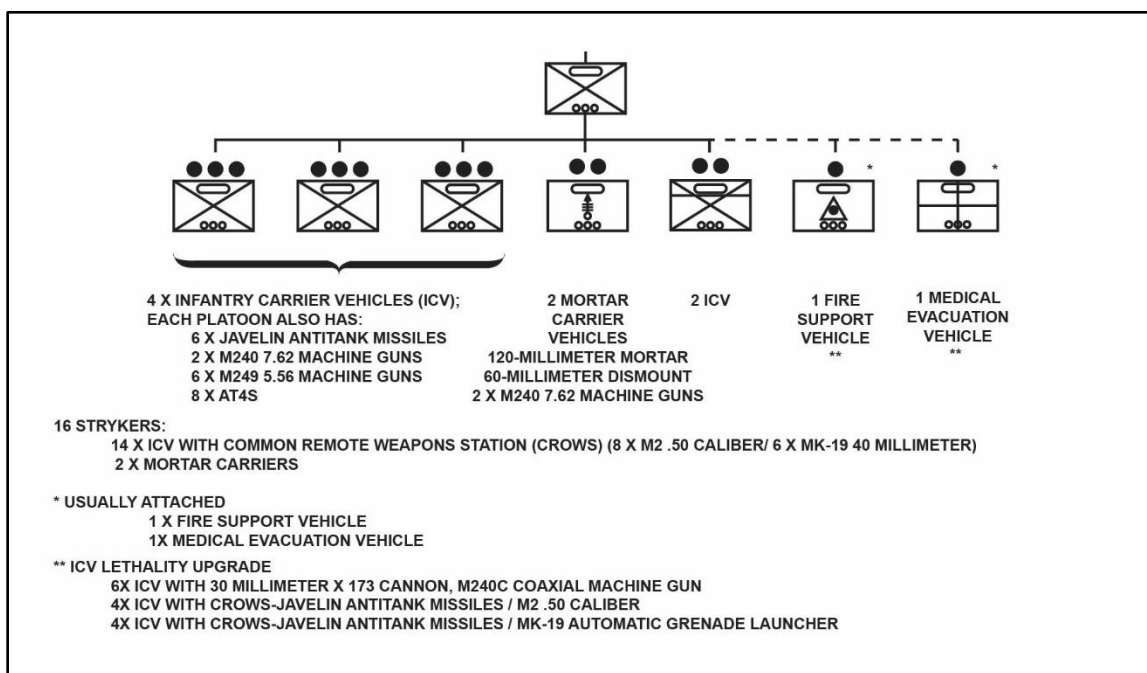 *
*
4 X INFANTRY CARRIER VEHICLES (ICV);
EACH PLATOON ALSO HAS:
6 X JAVELIN ANTITANK MISSILES
2 X M240 7.62 MACHINE GUNS
6 X M249 5.56 MACHINE GUNS
8 X AT4S
2 MORTAR
CARRIER
VEHICLES
120-MILLIMETER MORTAR
60-MILLIMETER DISMOUNT
2 X M240 7.62 MACHINE GUNS
2 ICV
1 FIRE
SUPPORT
VEHICLE
**
1 MEDICAL
EVACUATION
VEHICLE
**
16 STRYKERS:
14 X ICV WITH COMMON REMOTE WEAPONS STATION (CROWS) (8 X M2 .50 CALIBER/ 6 X MK-19 40 MILLIMETER)
2 X MORTAR CARRIERS
* USUALLY ATTACHED
1 X FIRE SUPPORT VEHICLE
1X MEDICAL EVACUATION VEHICLE
** ICV LETHALITY UPGRADE
6X ICV WITH 30 MILLIMETER X 173 CANNON, M240C COAXIAL MACHINE GUN
4X ICV WITH CROWS-JAVELIN ANTITANK MISSILES / M2 .50 CALIBER
4X ICV WITH CROWS-JAVELIN ANTITANK MISSILES / MK-19 AUTOMATIC GRENADE LAUNCHER